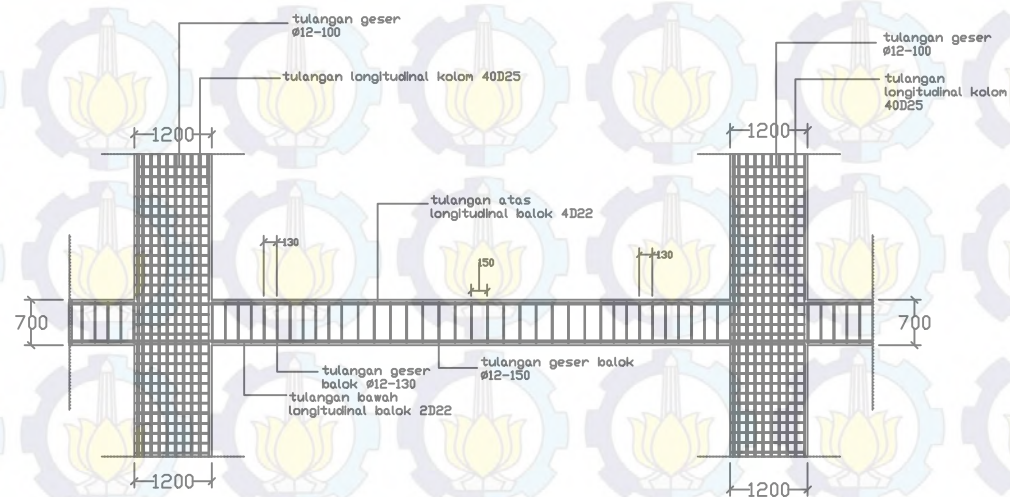 tulangan geser
Ø12-100
tulangan longitudinal kolom 40D25
tulangan geser
Ø12-100
tulangan
longitudinal kolom
40D25
1200
1200
tulangan atas
longitudinal balok 4D22
130
150
130
700
700
tulangan geser
balok Ø12-130
tulangan bawah
longitudinal balok 2D22
tulangan geser balok
Ø12-150
1200
1200